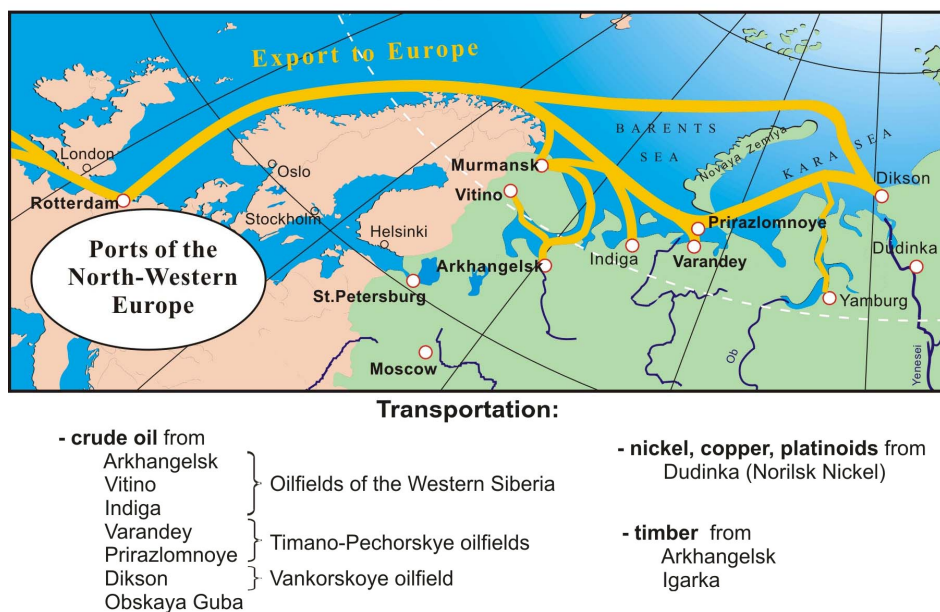 Export to Europe
BARENTS
SEA
Novaya Zemlya
KARA SEA
London
Oslo
Murmansk
Dikson
Rotterdam
Vitino
Stockholm
Prirazlomnoye
Helsinki
Dudinka
Ports of the
North-Western
Europe
Arkhangelsk
Indiga
Varandey
St.Petersburg
Yamburg
Moscow
Ob
Yenesei
Transportation:
- crude oil from
Arkhangelsk
Vitino
Indiga
Oilfields of the Western Siberia
Varandey
Prirazlomnoye
Timano-Pechorskye oilfields
Dikson
Vankorskoye oilfield
Obskaya Guba
- nickel, copper, platinoids from
Dudinka (Norilsk Nickel)
- timber from
Arkhangelsk
Igarka